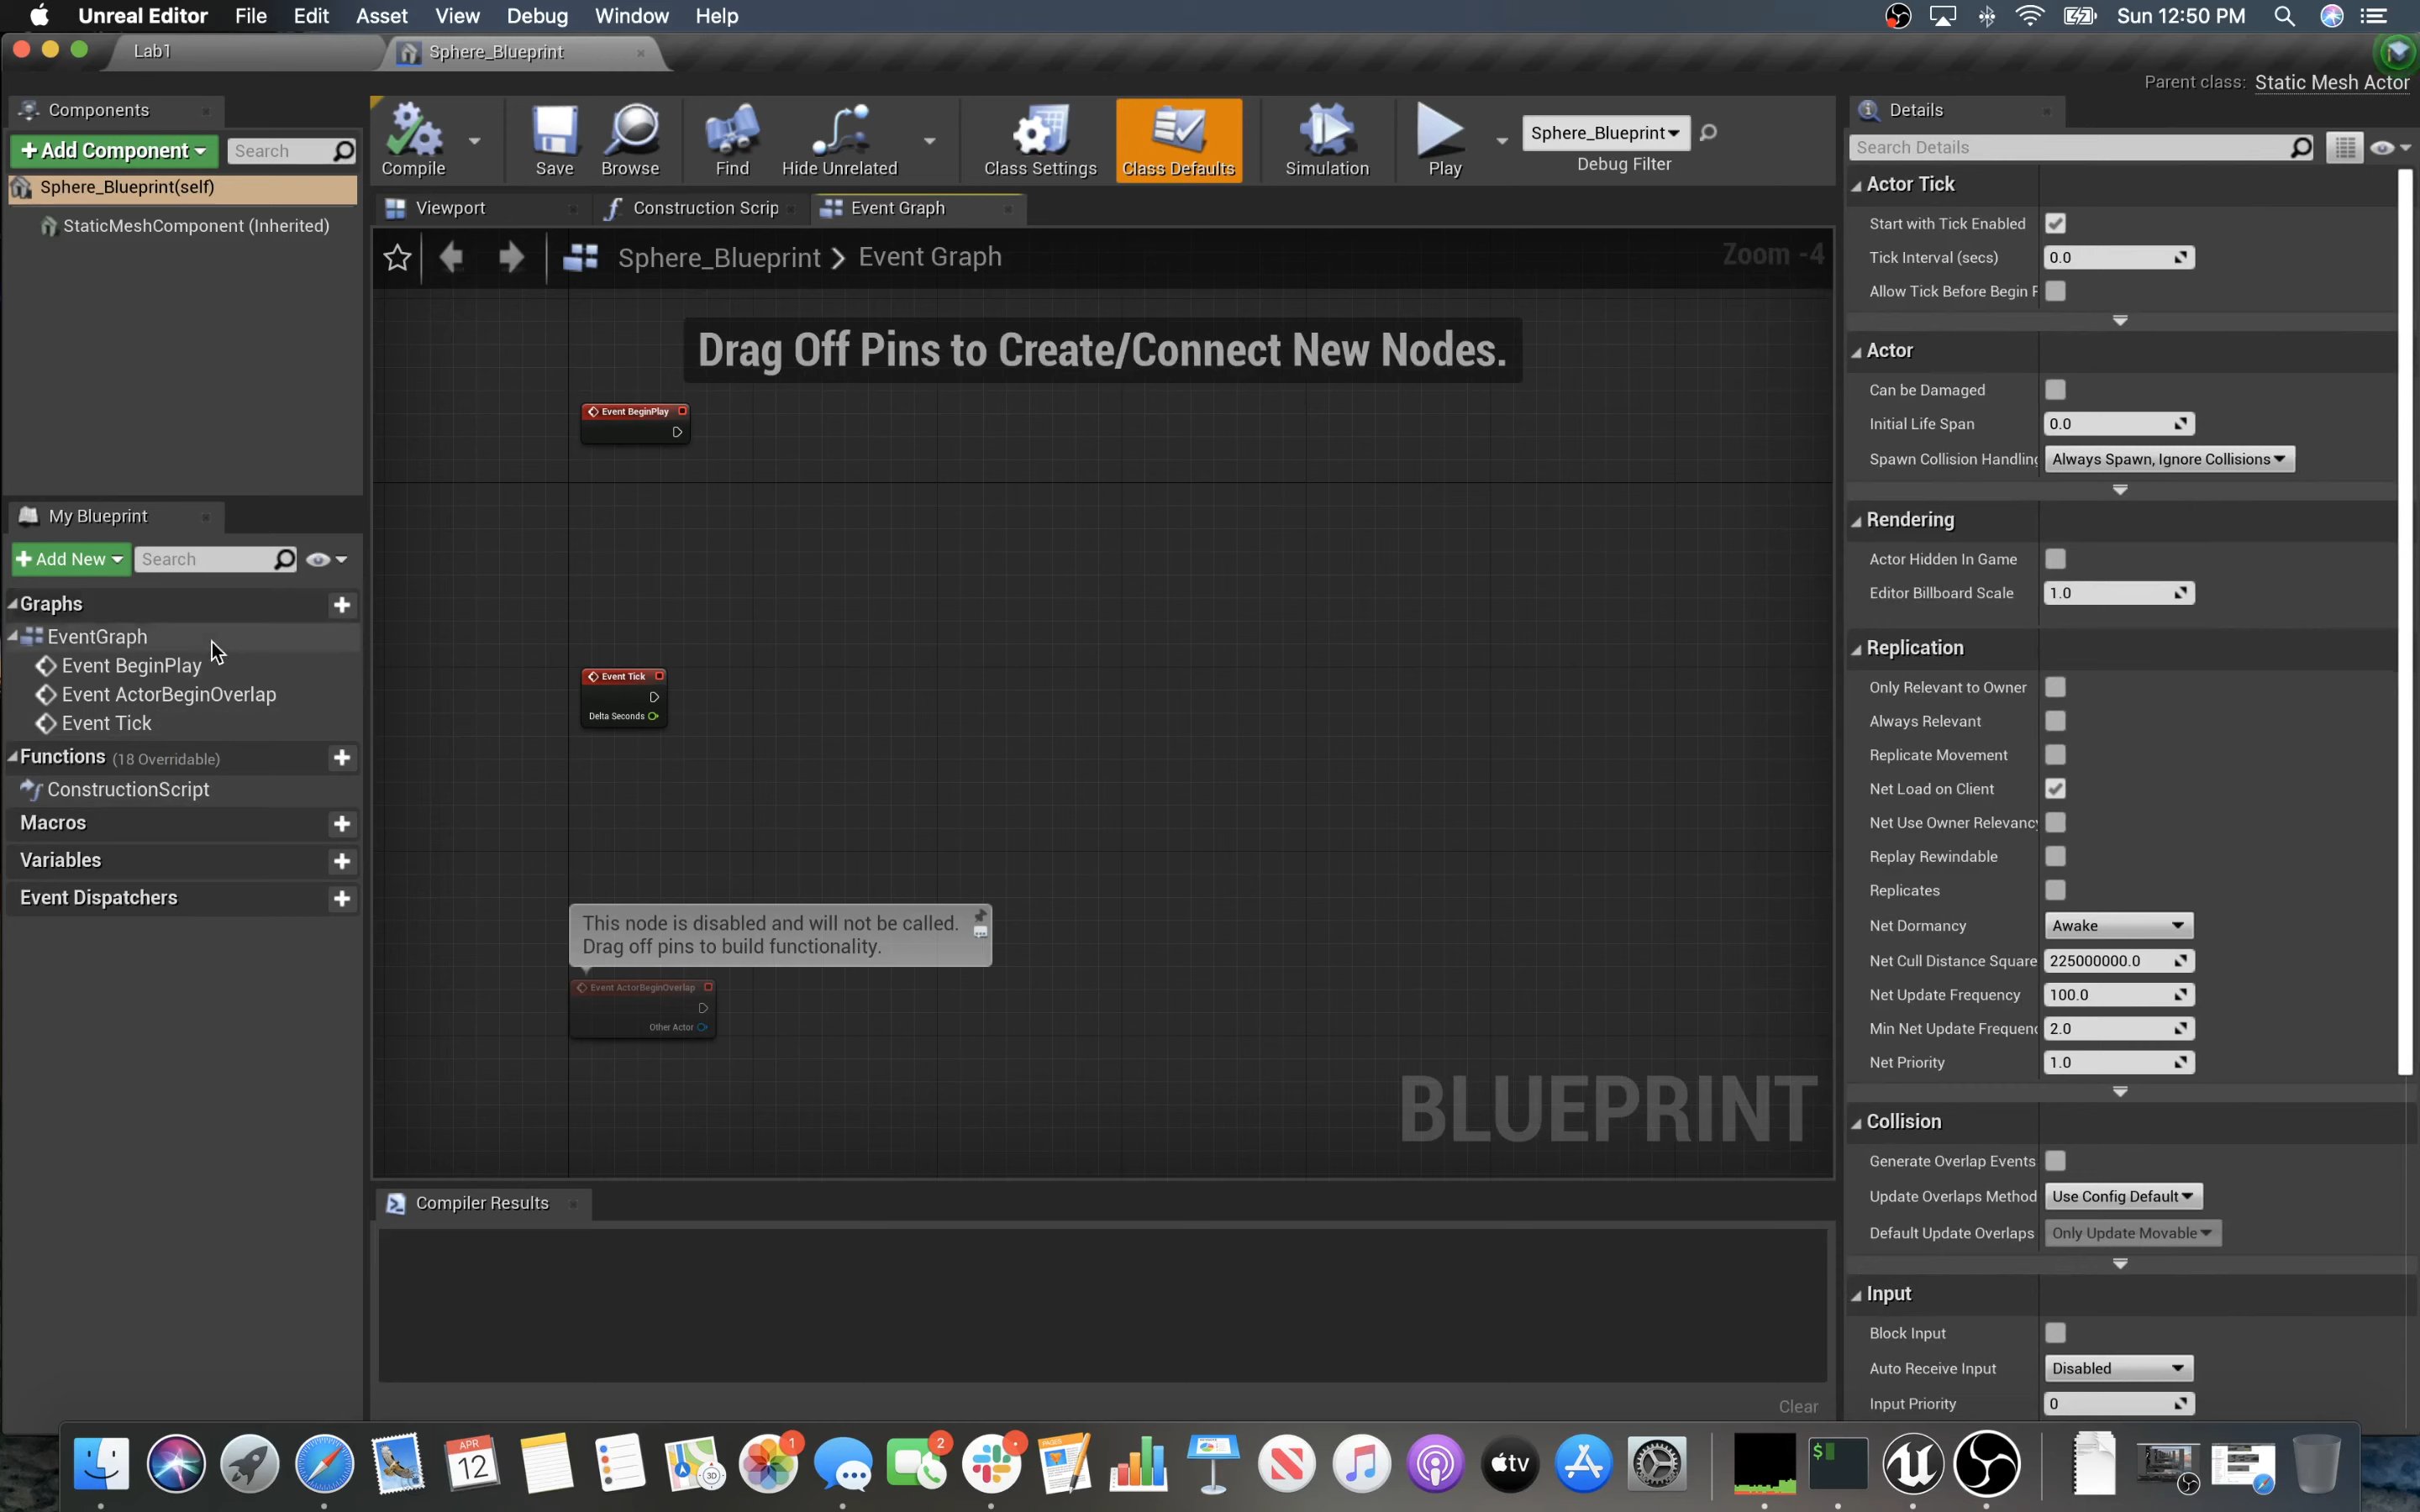 Unreal Editor File Edit Asset View Debug Window Help
Sun 12:50 PM
Lab1
Sphere_Blueprint
Parent class: Static Mesh Actor
Components
+ Add Component
Search
Sphere_Blueprint(self)
StaticMeshComponent (Inherited)
My Blueprint
+ Add New
Search
Graphs
EventGraph
Event BeginPlay
Event ActorBeginOverlap
Event Tick
Functions (18 Overridable)
ConstructionScript
Macros
Variables
Event Dispatchers
Compile
Save
Browse
Find
Hide Unrelated
Class Settings
Class Defaults
Simulation
Play
Sphere_Blueprint
Debug Filter
Viewport
Construction Scrip
Event Graph
Sphere_Blueprint > Event Graph
Zoom -4
Drag Off Pins to Create/Connect New Nodes.
Event BeginPlay
Event Tick
Delta Seconds
This node is disabled and will not be called.
Drag off pins to build functionality.
Event ActorBeginOverlap
Other Actor
BLUEPRINT
Compiler Results
Clear
Details
Search Details
Actor Tick
Start with Tick Enabled
Tick Interval (secs) 0.0
Allow Tick Before Begin P
Actor
Can be Damaged
Initial Life Span 0.0
Spawn Collision Handling Always Spawn, Ignore Collisions
Rendering
Actor Hidden In Game
Editor Billboard Scale 1.0
Replication
Only Relevant to Owner
Always Relevant
Replicate Movement
Net Load on Client
Net Use Owner Relevancy
Replay Rewindable
Replicates
Net Dormancy Awake
Net Cull Distance Square 225000000.0
Net Update Frequency 100.0
Min Net Update Frequenc 2.0
Net Priority 1.0
Collision
Generate Overlap Events
Update Overlaps Method Use Config Default
Default Update Overlaps Only Update Movable
Input
Block Input
Auto Receive Input Disabled
Input Priority 0
APR
12
3D
1
2
PAGES
tv
$